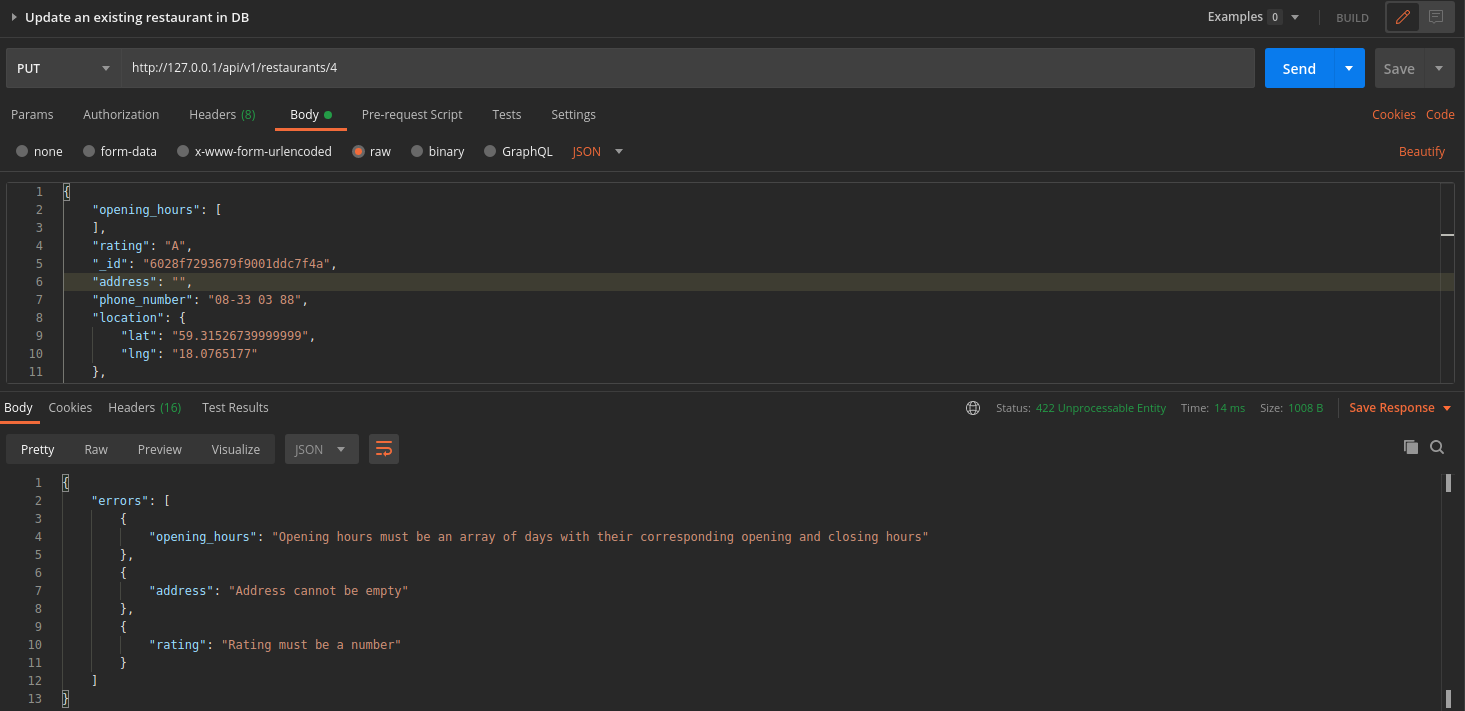 Update an existing restaurant in DB
Examples 0 BUILD
PUT http://127.0.0.1/api/v1/restaurants/4 Send Save
Params Authorization Headers (8) Body Pre-request Script Tests Settings Cookies Code
none form-data x-www-form-urlencoded raw binary GraphQL JSON Beautify
1 {
2 "opening_hours": [
3 ],
4 "rating": "A",
5 "_id": "6028f7293679f9001ddc7f4a",
6 "address": "",
7 "phone_number": "08-33 03 88",
8 "location": {
9 "lat": "59.31526739999999",
10 "lng": "18.0765177"
11 },
Body Cookies Headers (16) Test Results Status: 422 Unprocessable Entity Time: 14 ms Size: 1008 B Save Response
Pretty Raw Preview Visualize JSON
1 {
2 "errors": [
3 {
4 "opening_hours": "Opening hours must be an array of days with their corresponding opening and closing hours"
5 },
6 {
7 "address": "Address cannot be empty"
8 },
9 {
10 "rating": "Rating must be a number"
11 }
12 ]
13 }